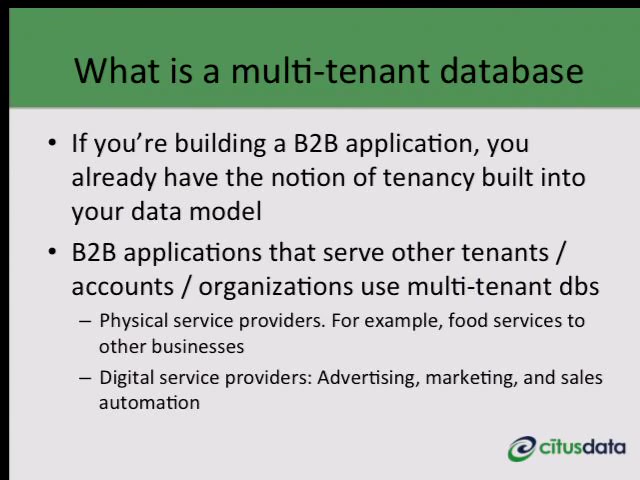 What is a multi-tenant database
• If you’re building a B2B application, you
already have the notion of tenancy built into
your data model
• B2B applications that serve other tenants /
accounts / organizations use multi-tenant dbs
– Physical service providers. For example, food services to
other businesses
– Digital service providers: Advertising, marketing, and sales
automation
citusdata